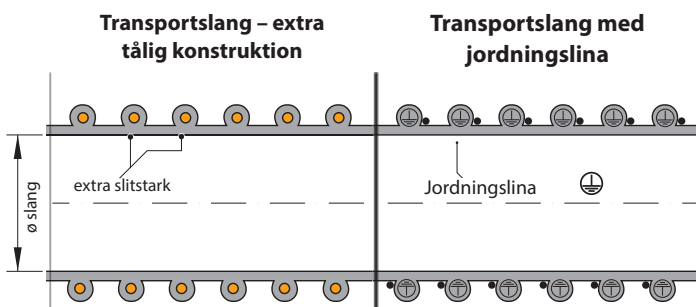 Transportslang – extra
tålig konstruktion
Transportslang med
jordningslina
extra slitstark
Jordningslina
ø slang